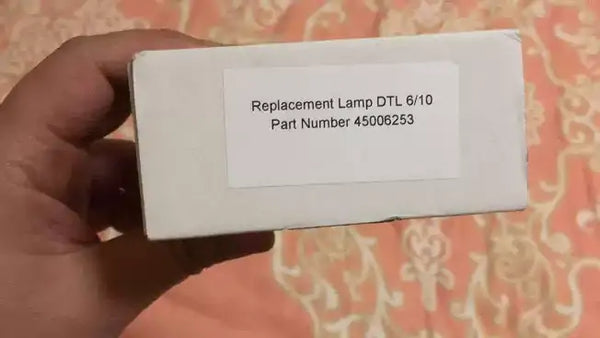 Replacement Lamp DTL 6/10
Part Number 45006253